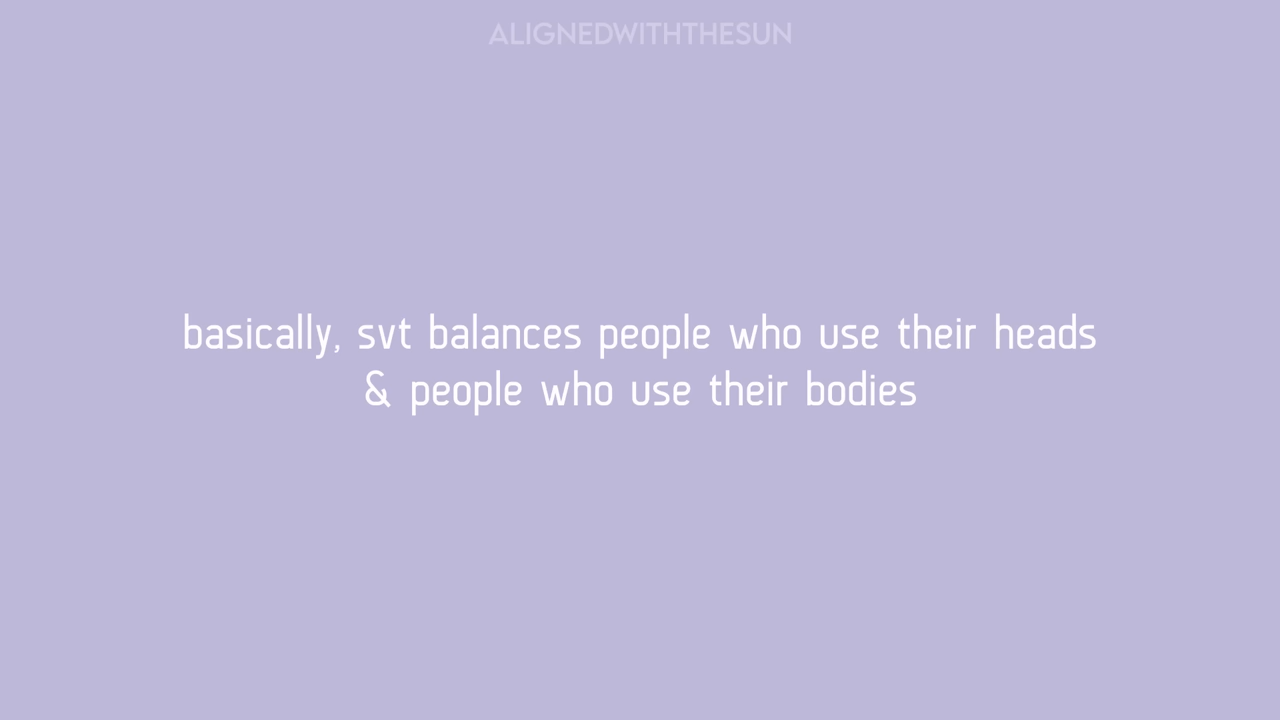 ALIGNEDWITHTHESUN
basically, svt balances people who use their heads
& people who use their bodies